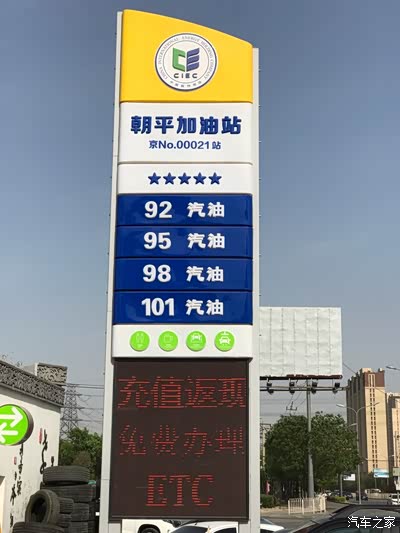 CIEC
朝平加油站
京No.00021站
92 汽油
95 汽油
98 汽油
101 汽油
充值返现
免费办理
ETC
汽车之家